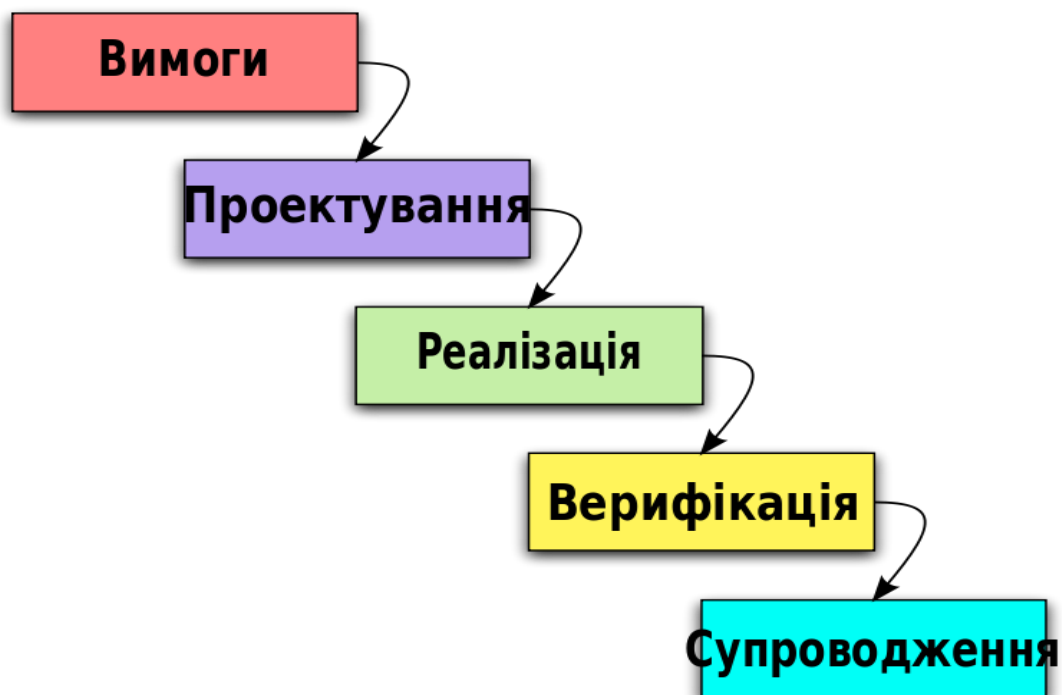 Вимоги
Проектування
Реалізація
Верифікація
Супроводження